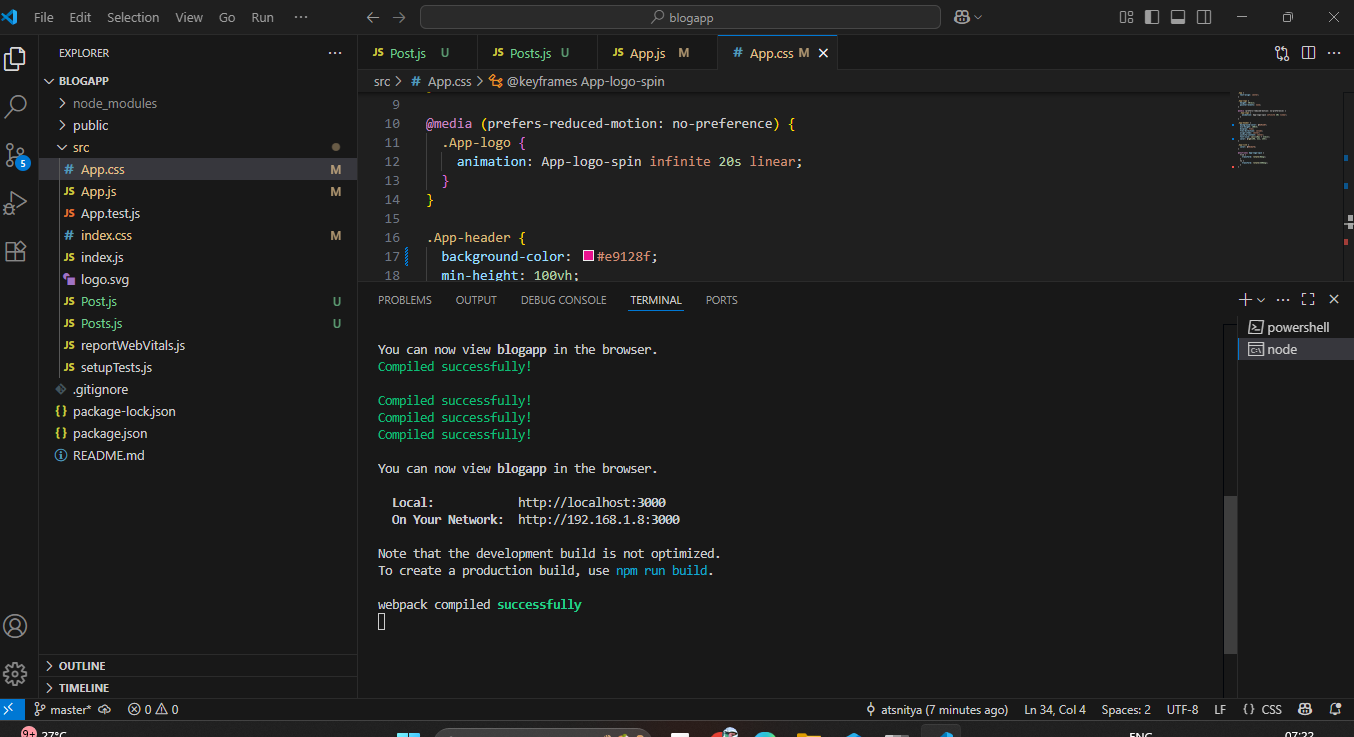 File Edit Selection View Go Run ···
blogapp
EXPLORER ···
BLOGAPP
node_modules
public
src
# App.css M
JS App.js M
JS App.test.js
# index.css M
JS index.js
logo.svg
JS Post.js U
JS Posts.js U
JS reportWebVitals.js
JS setupTests.js
.gitignore
{} package-lock.json
{} package.json
README.md
OUTLINE
TIMELINE
5
JS Post.js U
JS Posts.js U
JS App.js M
# App.css M
src > # App.css > @keyframes App-logo-spin
9
10 @media (prefers-reduced-motion: no-preference) {
11 .App-logo {
12 animation: App-logo-spin infinite 20s linear;
13 }
14 }
15
16 .App-header {
17 background-color: #e9128f;
18 min-height: 100vh;
PROBLEMS OUTPUT DEBUG CONSOLE TERMINAL PORTS
powershell
node
You can now view blogapp in the browser.
Compiled successfully!
Compiled successfully!
Compiled successfully!
Compiled successfully!
You can now view blogapp in the browser.
Local: http://localhost:3000
On Your Network: http://192.168.1.8:3000
Note that the development build is not optimized.
To create a production build, use npm run build.
webpack compiled successfully
master* 0 0 atsnitya (7 minutes ago) Ln 34, Col 4 Spaces: 2 UTF-8 LF {} CSS
9+ 27°C ENG 07:22